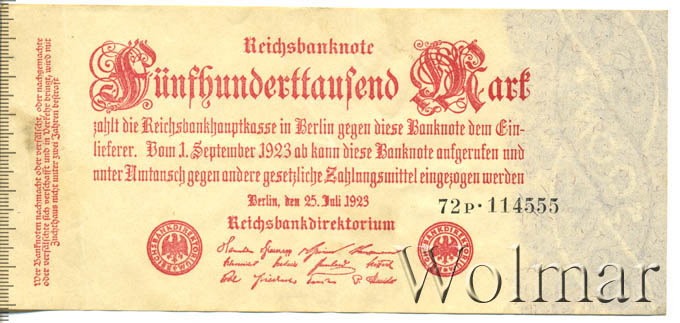 Reichsbanknote
Fünfhunderttausend Mark
zahlt die Reichsbankhauptkasse in Berlin gegen diese Banknote dem Ein-
lieferer. Vom 1. September 1923 ab kann diese Banknote aufgerufen und
unter Umtausch gegen andere gesetzliche Zahlungsmittel eingezogen werden
Berlin, den 25. Juli 1923
72P·114555
Reichsbankdirektorium
Wer Banknoten nachmacht oder verfälscht, oder nachgemachte
oder verfälschte sich verschafft und in Verkehr bringt, wird mit
Zuchthaus nicht unter zwei Jahren bestraft
REICHSBANKDIREKTORIUM
REICHSBANKDIREKTORIUM
Wolmar